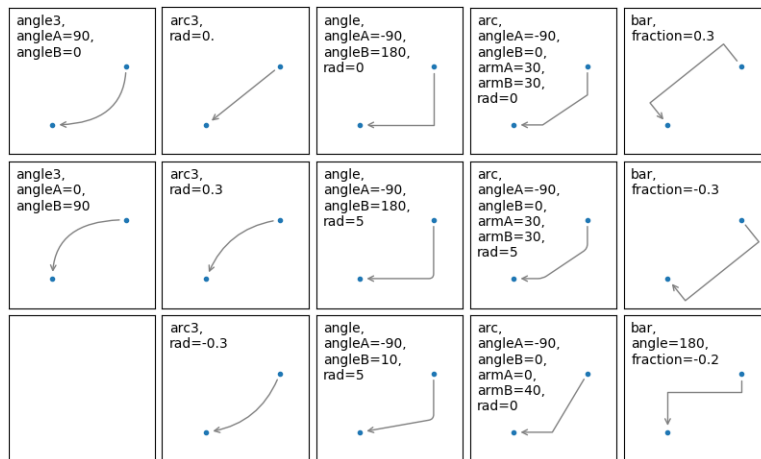 angle3,
angleA=90,
angleB=0
arc3,
rad=0.
angle,
angleA=-90,
angleB=180,
rad=0
arc,
angleA=-90,
angleB=0,
armA=30,
armB=30,
rad=0
bar,
fraction=0.3
angle3,
angleA=0,
angleB=90
arc3,
rad=0.3
angle,
angleA=-90,
angleB=180,
rad=5
arc,
angleA=-90,
angleB=0,
armA=30,
armB=30,
rad=5
bar,
fraction=-0.3
arc3,
rad=-0.3
angle,
angleA=-90,
angleB=10,
rad=5
arc,
angleA=-90,
angleB=0,
armA=0,
armB=40,
rad=0
bar,
angle=180,
fraction=-0.2